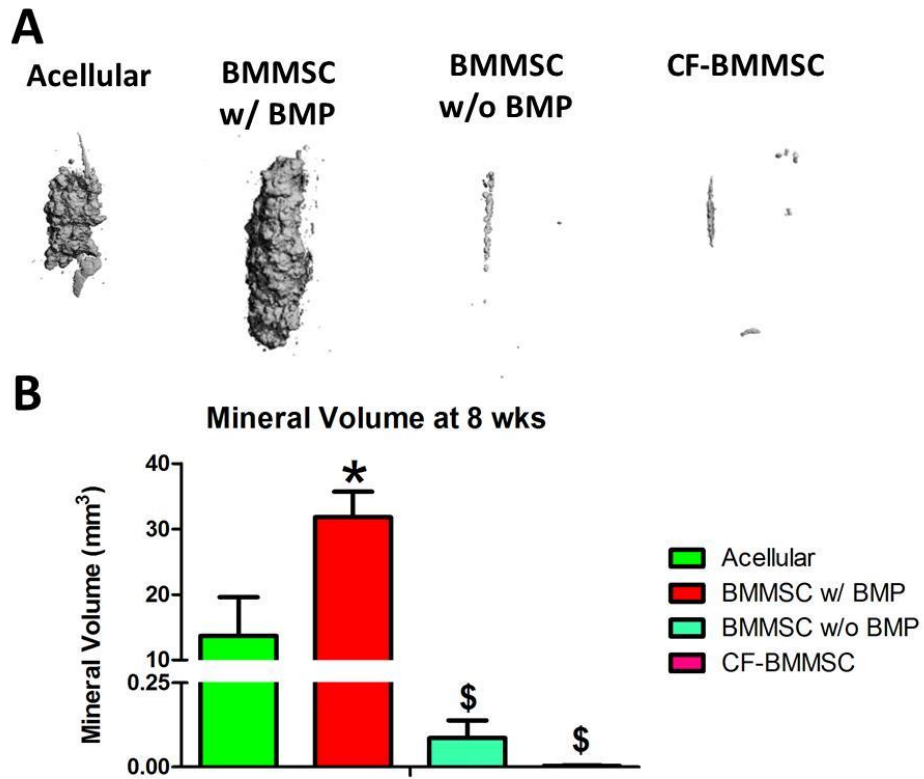 A
Acellular
BMMSC
w/ BMP
BMMSC
w/o BMP
CF-BMMSC
B
Mineral Volume at 8 wks
Mineral Volume (mm³)
40
30
20
10
0.25
0.00
*
$
$
Acellular
BMMSC w/ BMP
BMMSC w/o BMP
CF-BMMSC